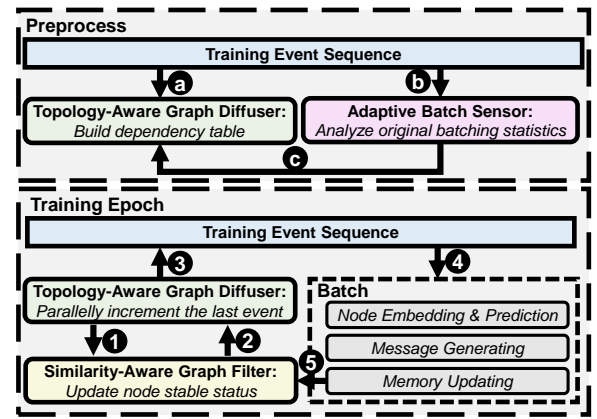 Preprocess
Training Event Sequence
a
b
Topology-Aware Graph Diffuser:
Build dependency table
Adaptive Batch Sensor:
Analyze original batching statistics
c
Training Epoch
Training Event Sequence
3
4
Topology-Aware Graph Diffuser:
Parallelly increment the last event
Batch
Node Embedding & Prediction
Message Generating
Memory Updating
1
2
5
Similarity-Aware Graph Filter:
Update node stable status